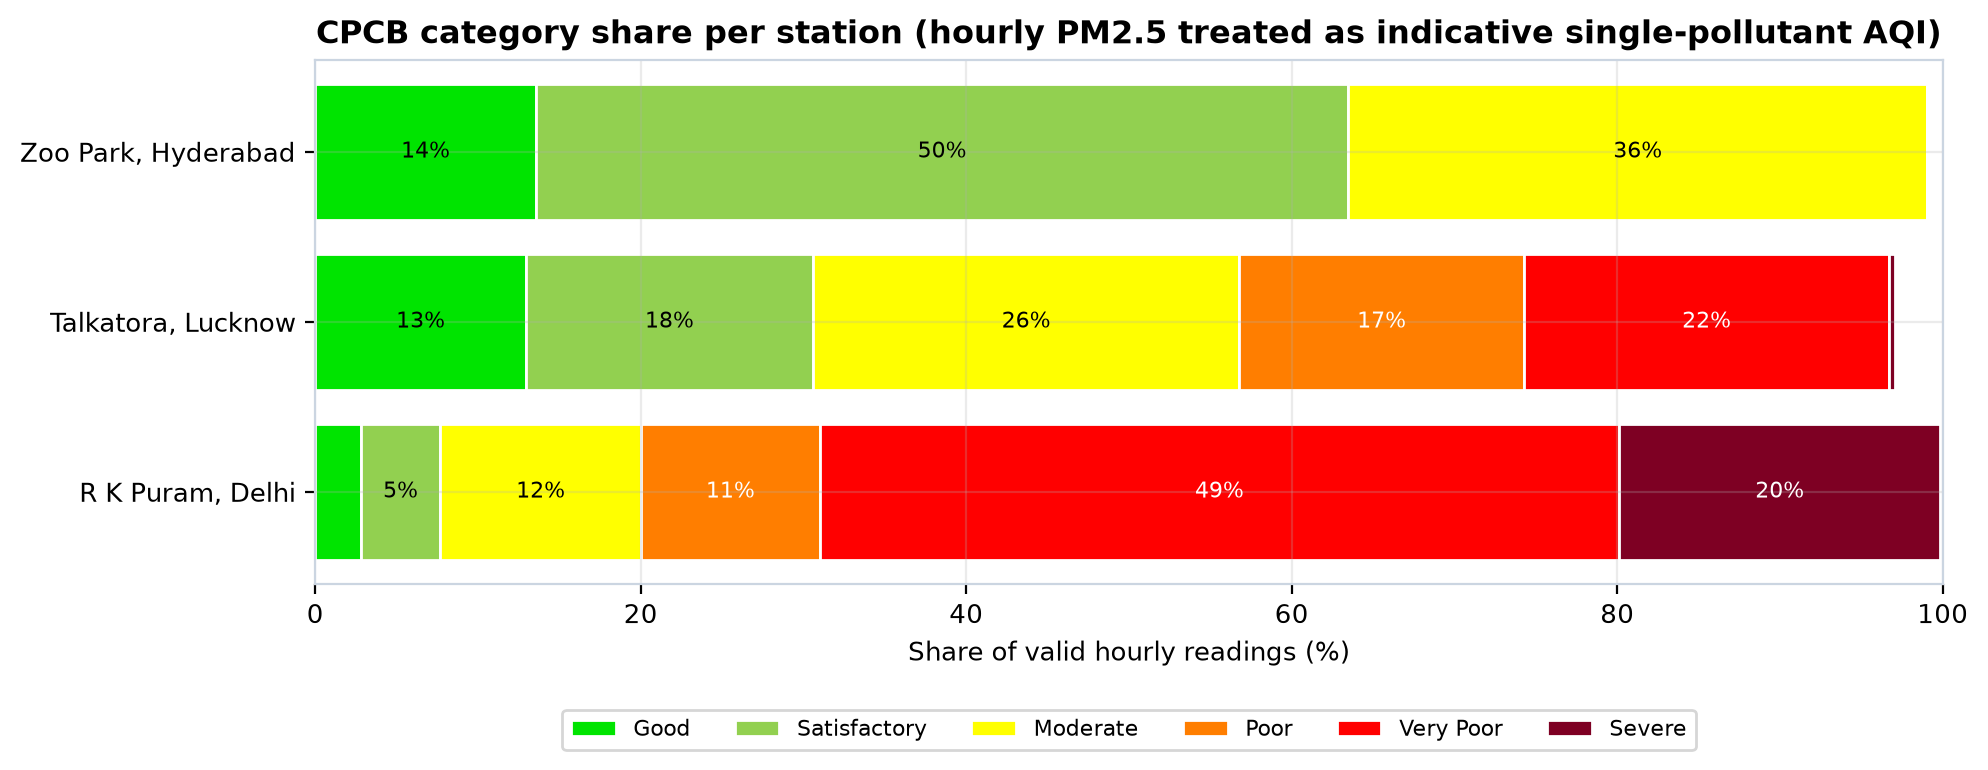 CPCB category share per station (hourly PM2.5 treated as indicative single-pollutant AQI)
Zoo Park, Hyderabad
14%
50%
36%
Talkatora, Lucknow
13%
18%
26%
17%
22%
R K Puram, Delhi
5%
12%
11%
49%
20%
0
20
40
60
80
100
Share of valid hourly readings (%)
Good
Satisfactory
Moderate
Poor
Very Poor
Severe